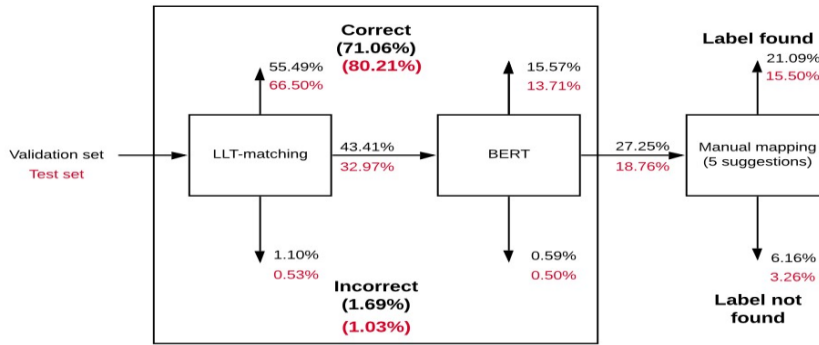 Correct
(71.06%)
(80.21%)
Label found
55.49%
66.50%
15.57%
13.71%
21.09%
15.50%
Validation set
Test set
LLT-matching
43.41%
32.97%
BERT
27.25%
18.76%
Manual mapping
(5 suggestions)
1.10%
0.53%
0.59%
0.50%
6.16%
3.26%
Incorrect
(1.69%)
(1.03%)
Label not
found